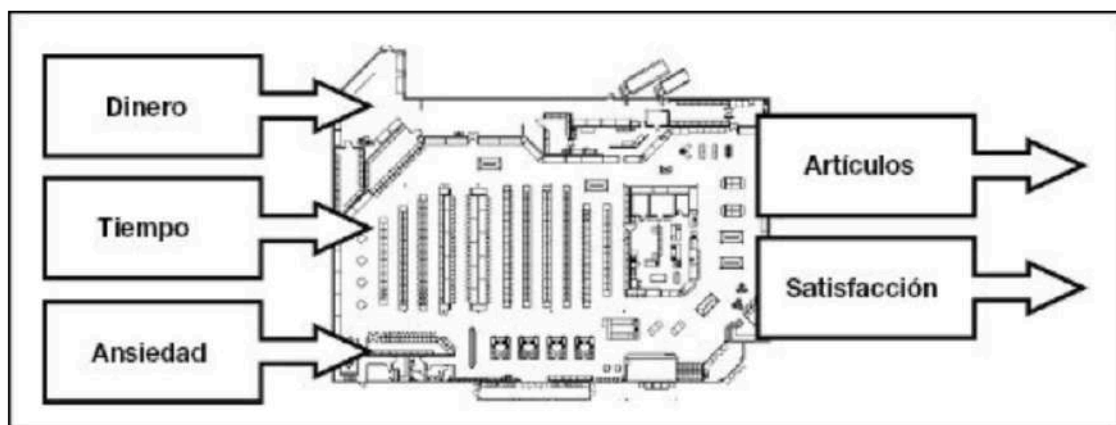 Dinero
Tiempo
Ansiedad
Artículos
Satisfacción